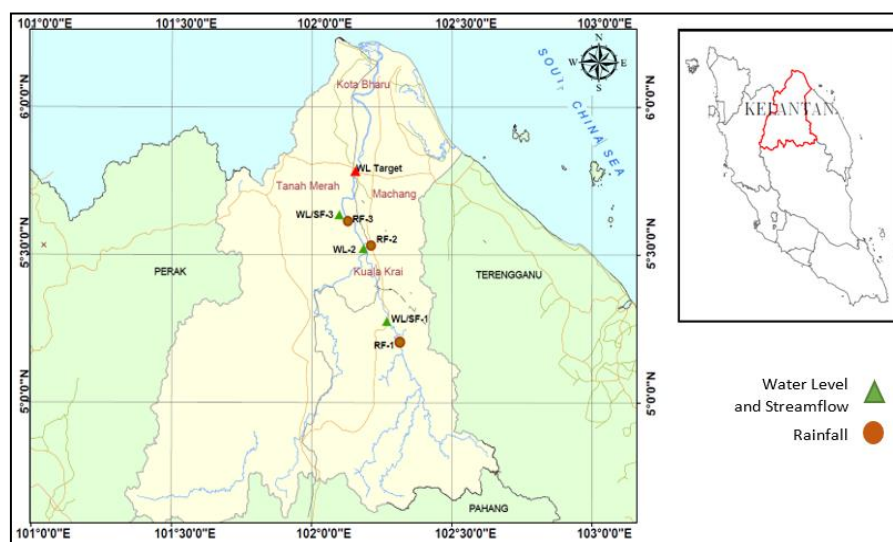 101°0'0"E 101°30'0"E 102°0'0"E 102°30'0"E 103°0'0"E
N
W E
S
SOUTH CHINA SEA
Kota Bharu
6°0'0"N
6°0'0"N
WL Target
Tanah Merah
Machang
WL/SF-3
RF-3
RF-2
WL-2
5°30'0"N
5°30'0"N
PERAK
Kuala Krai
TERENGGANU
WL/SF-1
RF-1
5°0'0"N
5°0'0"N
PAHANG
101°0'0"E 101°30'0"E 102°0'0"E 102°30'0"E 103°0'0"E
KELANTAN
Water Level
and Streamflow
Rainfall